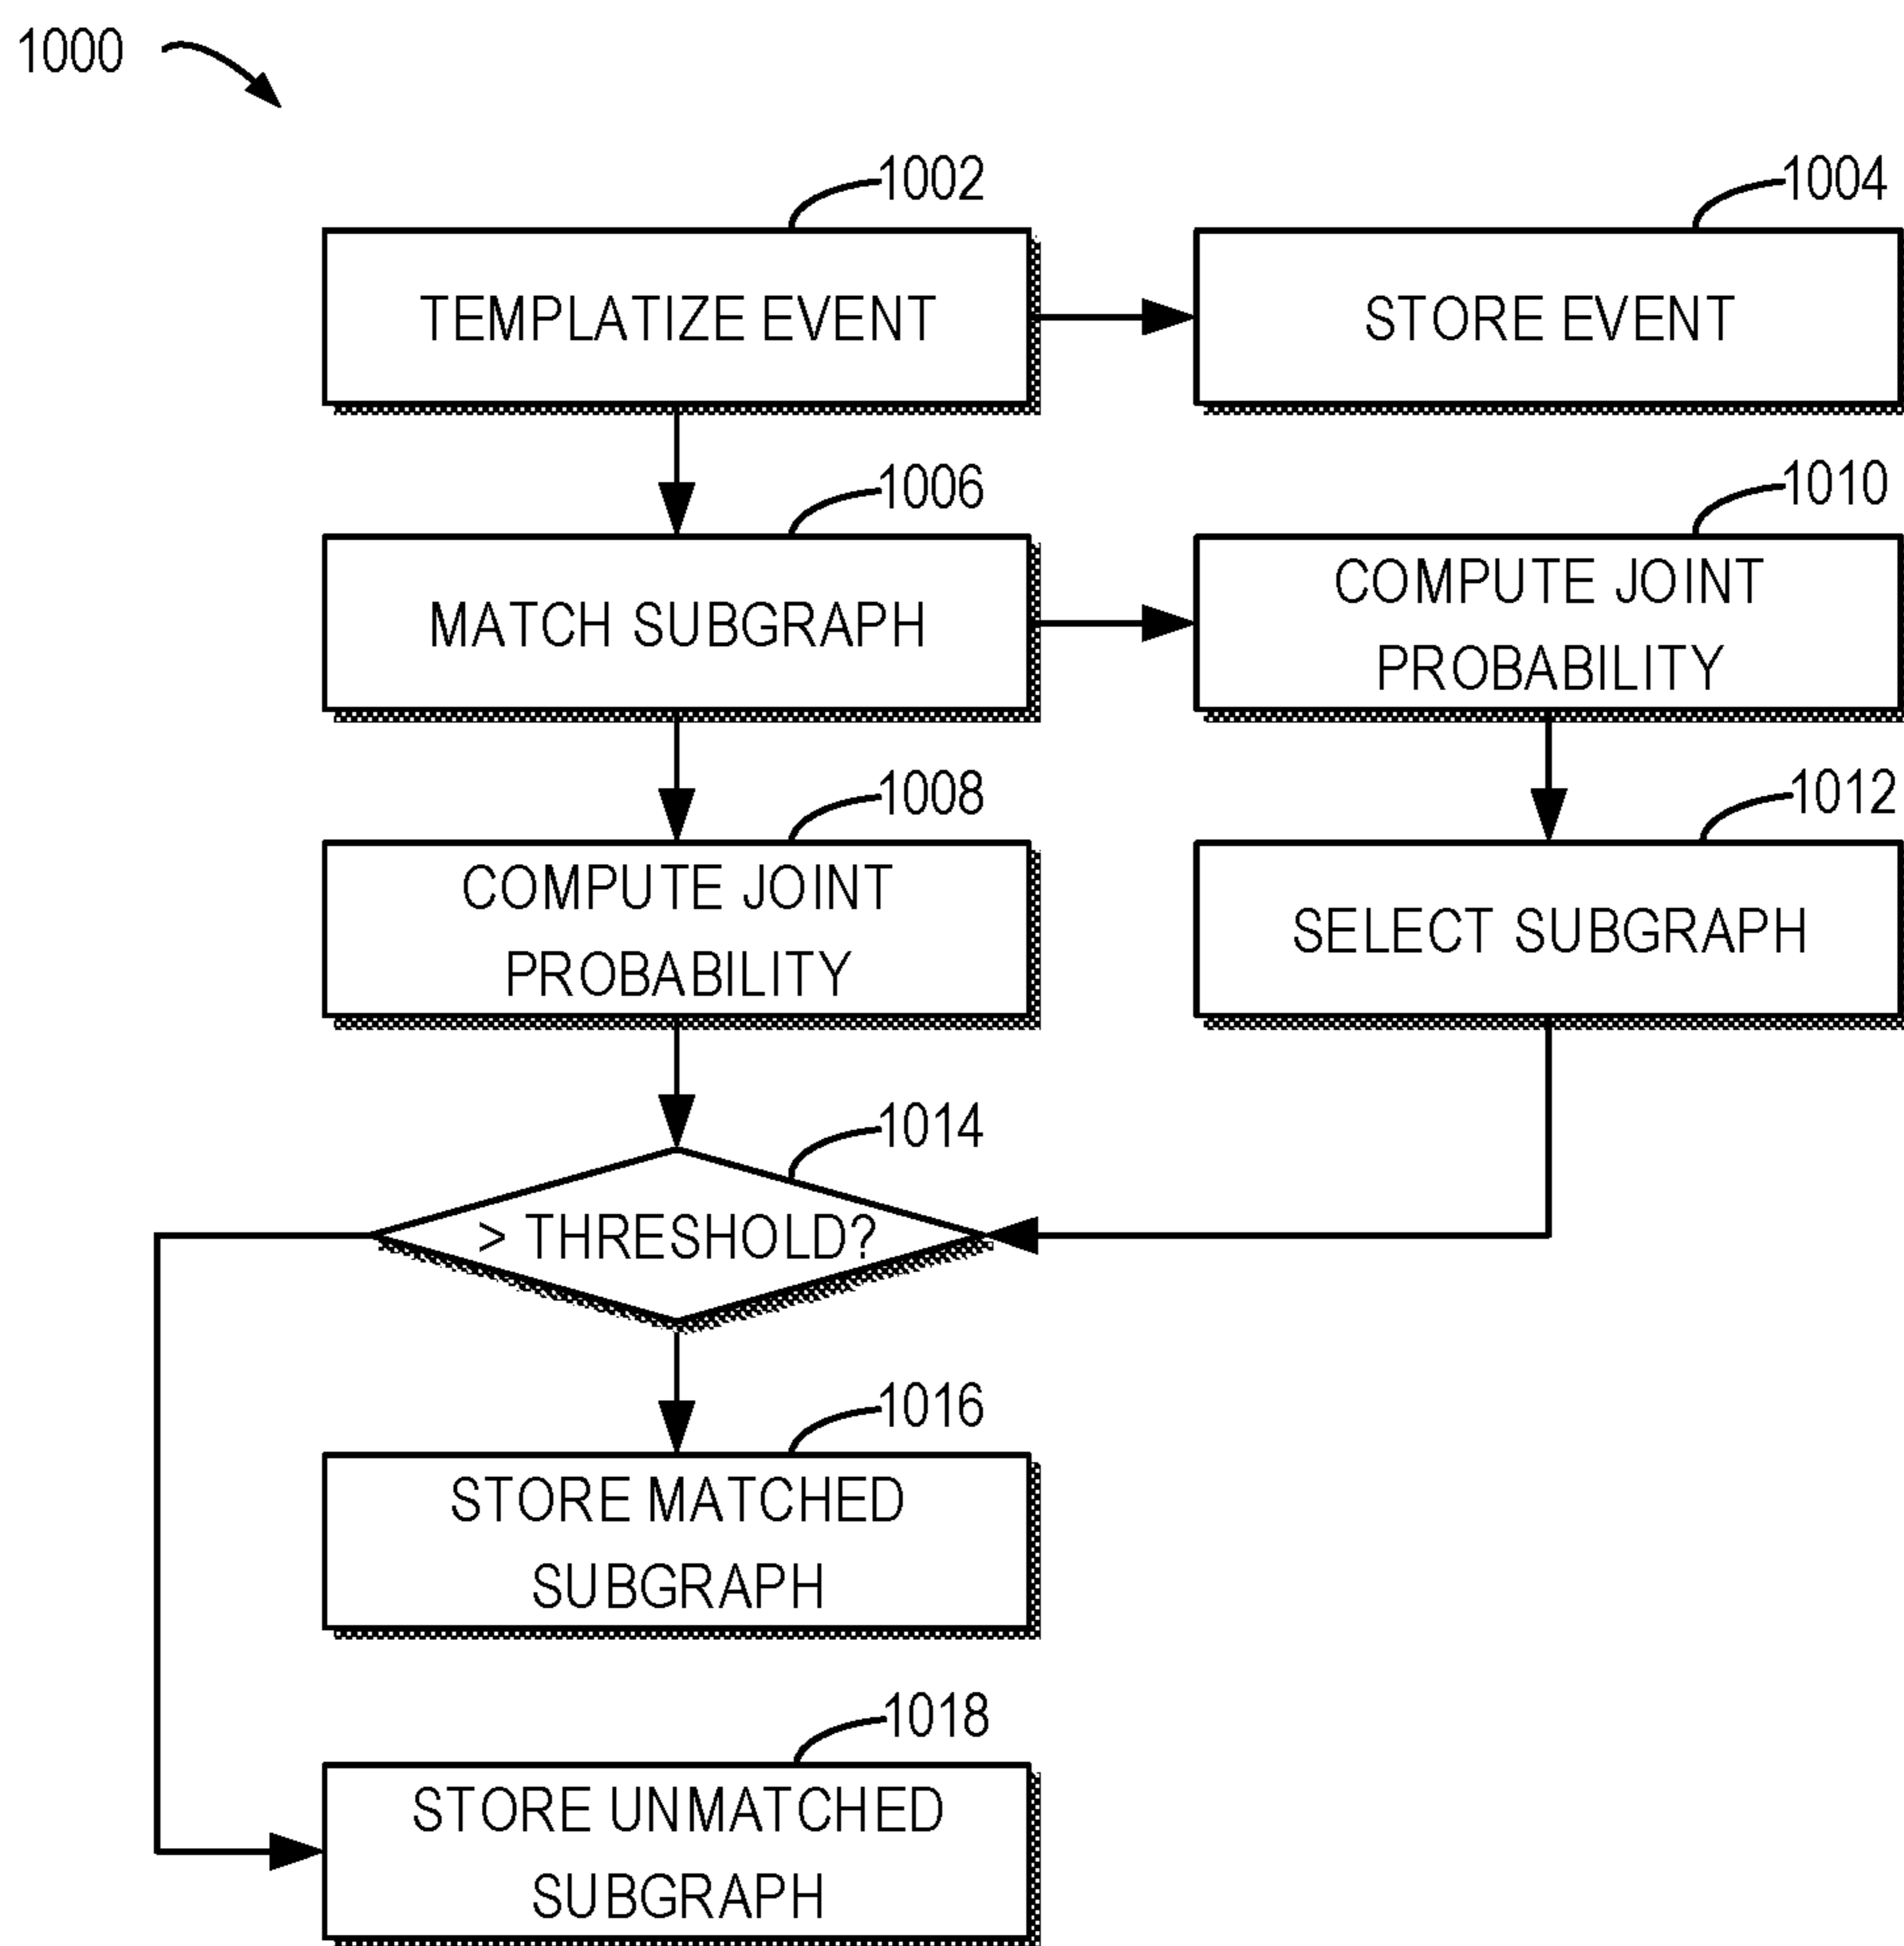 1000
1002
1004
TEMPLATIZE EVENT
STORE EVENT
1006
1010
MATCH SUBGRAPH
COMPUTE JOINT
PROBABILITY
1008
1012
COMPUTE JOINT
PROBABILITY
SELECT SUBGRAPH
1014
> THRESHOLD?
1016
STORE MATCHED
SUBGRAPH
1018
STORE UNMATCHED
SUBGRAPH